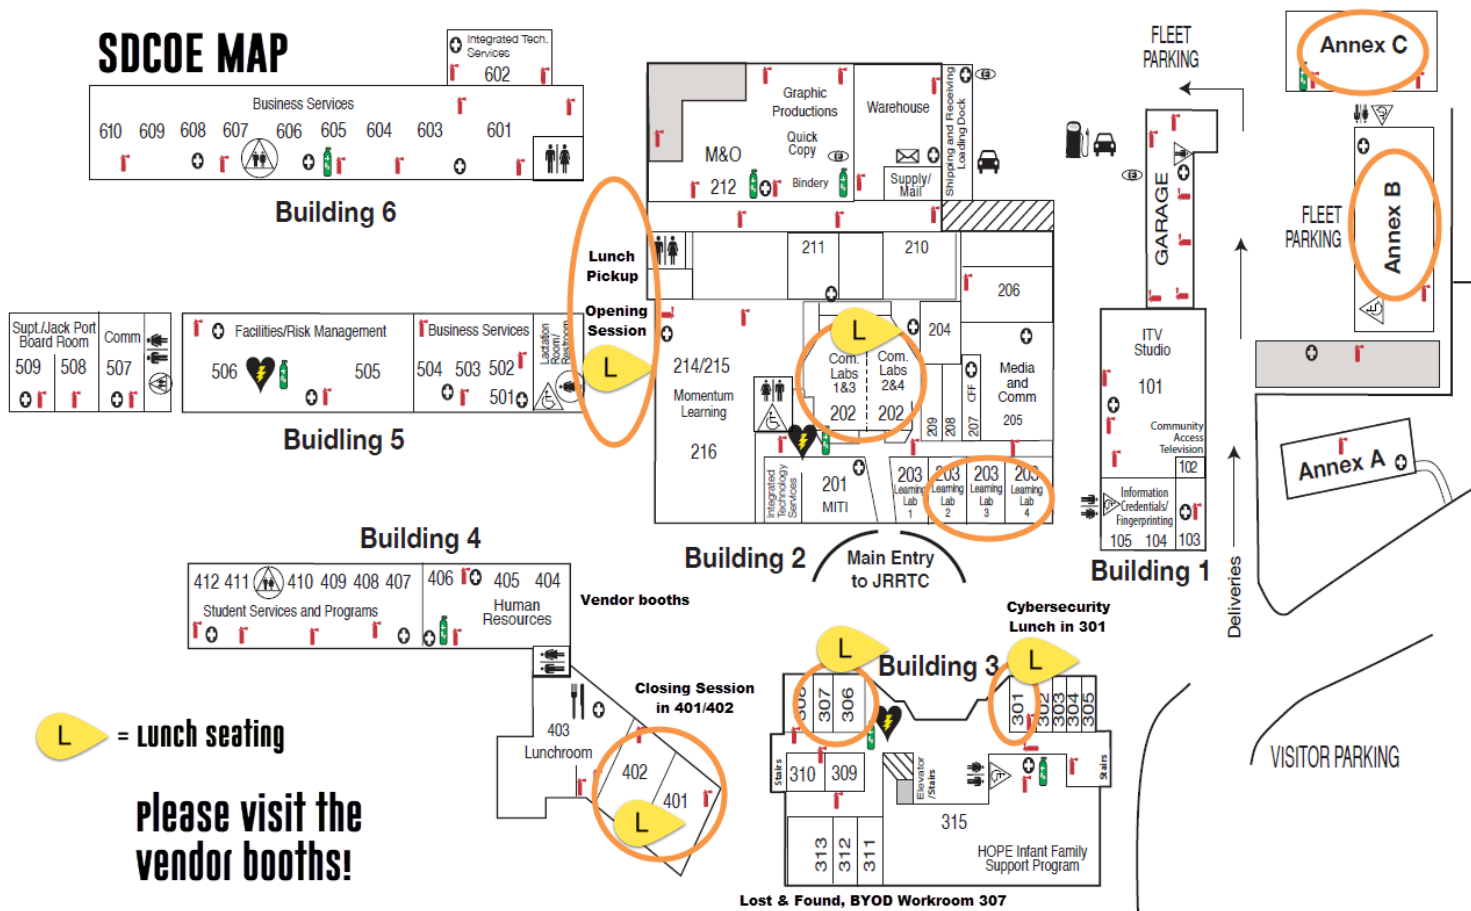 SDCOE MAP
Integrated Tech.
Services
602
Business Services
610 609 608 607 606 605 604 603 601
Building 6
Graphic
Productions
Warehouse
Quick
Copy
M&O
212
Bindery
Supply/
Mail
Shipping and Receiving
Loading Dock
FLEET
PARKING
Annex C
GARAGE
FLEET
PARKING
Annex B
Lunch
Pickup
Opening
Session
L
211
210
206
204
L
Com.
Labs
1&3
202
Com.
Labs
2&4
202
214/215
Momentum
Learning
216
209
208
207 CFF
Media
and
Comm
205
Integrated
Technology
Services
201
MITI
203
Learning
Lab
1
203
Learning
Lab
2
203
Learning
Lab
3
203
Learning
Lab
4
Building 2
Main Entry
to JRRTC
Supt./Jack Port
Board Room
509 508
Comm
507
Facilities/Risk Management
506 505
Business Services
504 503 502
501
Lactation
Room/
Restroom
Buidling 5
ITV
Studio
101
Community
Access
Television
102
Information
Credentials/
Fingerprinting
105 104 103
Building 1
Deliveries
Annex A
Building 4
412 411 410 409 408 407 406 405 404
Student Services and Programs
Human
Resources
Vendor booths
Cybersecurity
Lunch in 301
L
L
Building 3
308
307
306
301
302
303
304
305
Stairs
310 309
Elevator
/Stairs
Stairs
315
313
312
311
HOPE Infant Family
Support Program
Lost & Found, BYOD Workroom 307
Closing Session
in 401/402
403
Lunchroom
402
401
L
L = Lunch seating
Please visit the
vendor booths!
VISITOR PARKING